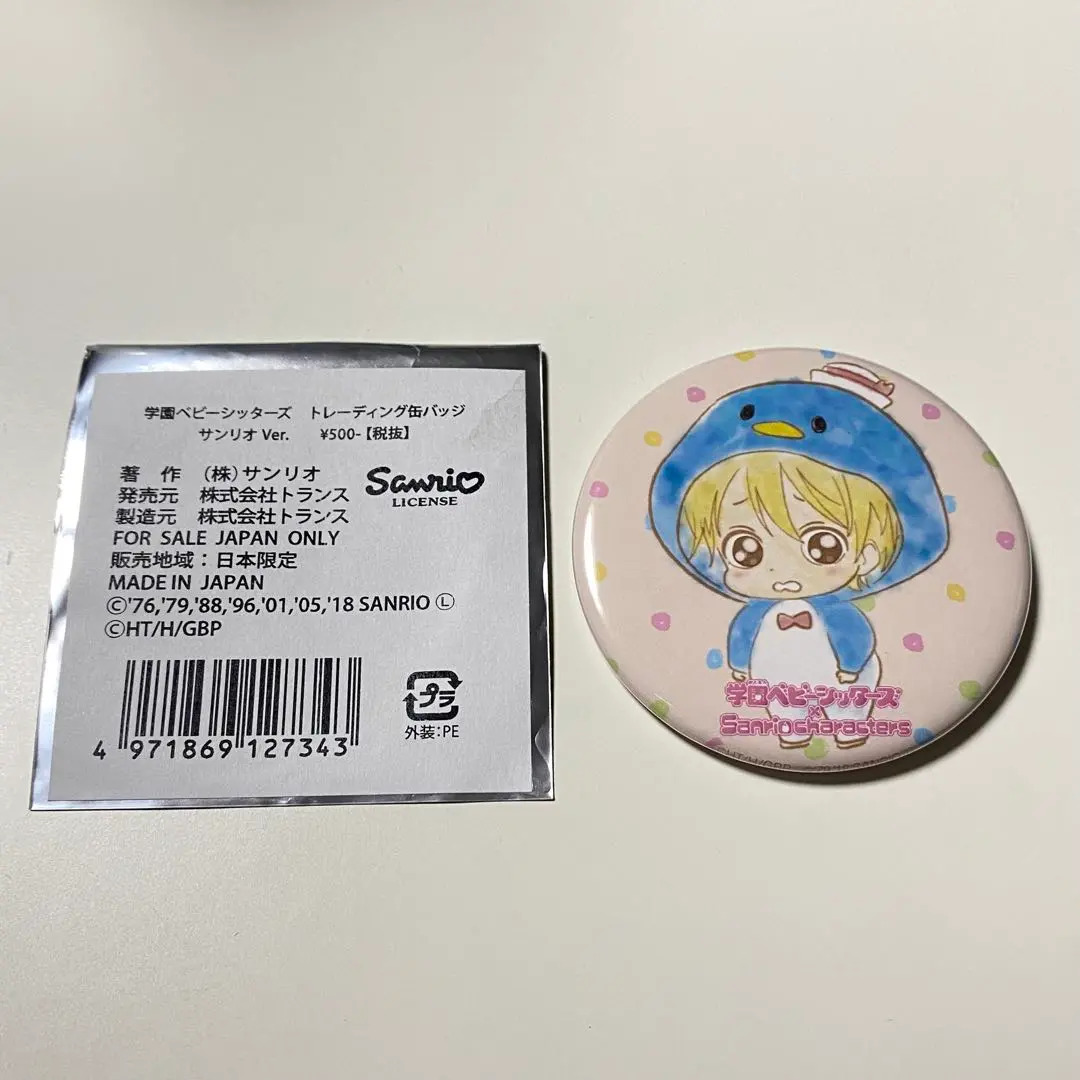 学園ベビーシッターズ　トレーディング缶バッジ
サンリオ Ver.　¥500-【税抜】
著　作　（株）サンリオ
発売元　株式会社トランス
製造元　株式会社トランス
FOR SALE JAPAN ONLY
販売地域：日本限定
MADE IN JAPAN
©'76,'79,'88,'96,'01,'05,'18 SANRIO Ⓛ
©HT/H/GBP
Sanrio
LICENSE
4 971869 127343
プラ
外装:PE
学園ベビーシッターズ
×
Sanrio characters
HT/H/GBP